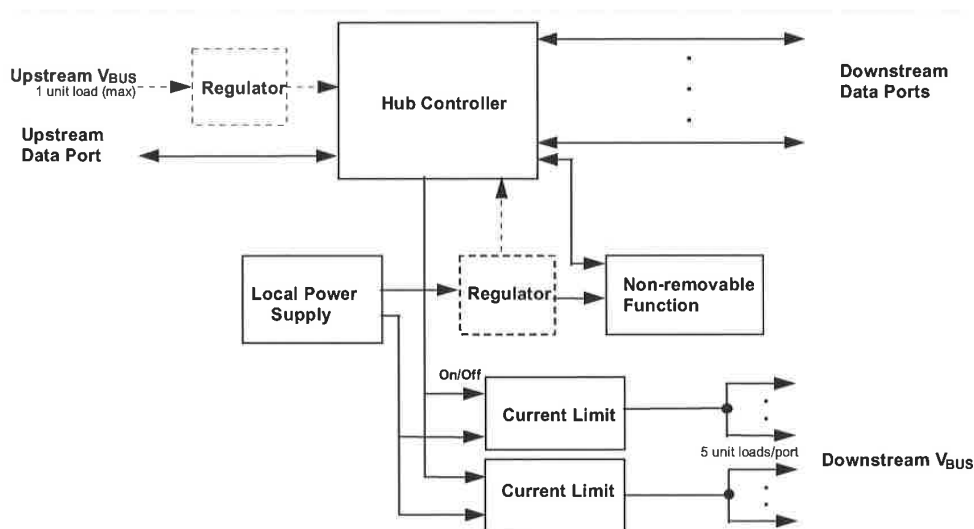 Upstream VBUS
1 unit load (max)
Regulator
Hub Controller
Downstream
Data Ports
Upstream
Data Port
Local Power
Supply
Regulator
Non-removable
Function
On/Off
Current Limit
5 unit loads/port
Downstream VBUS
Current Limit